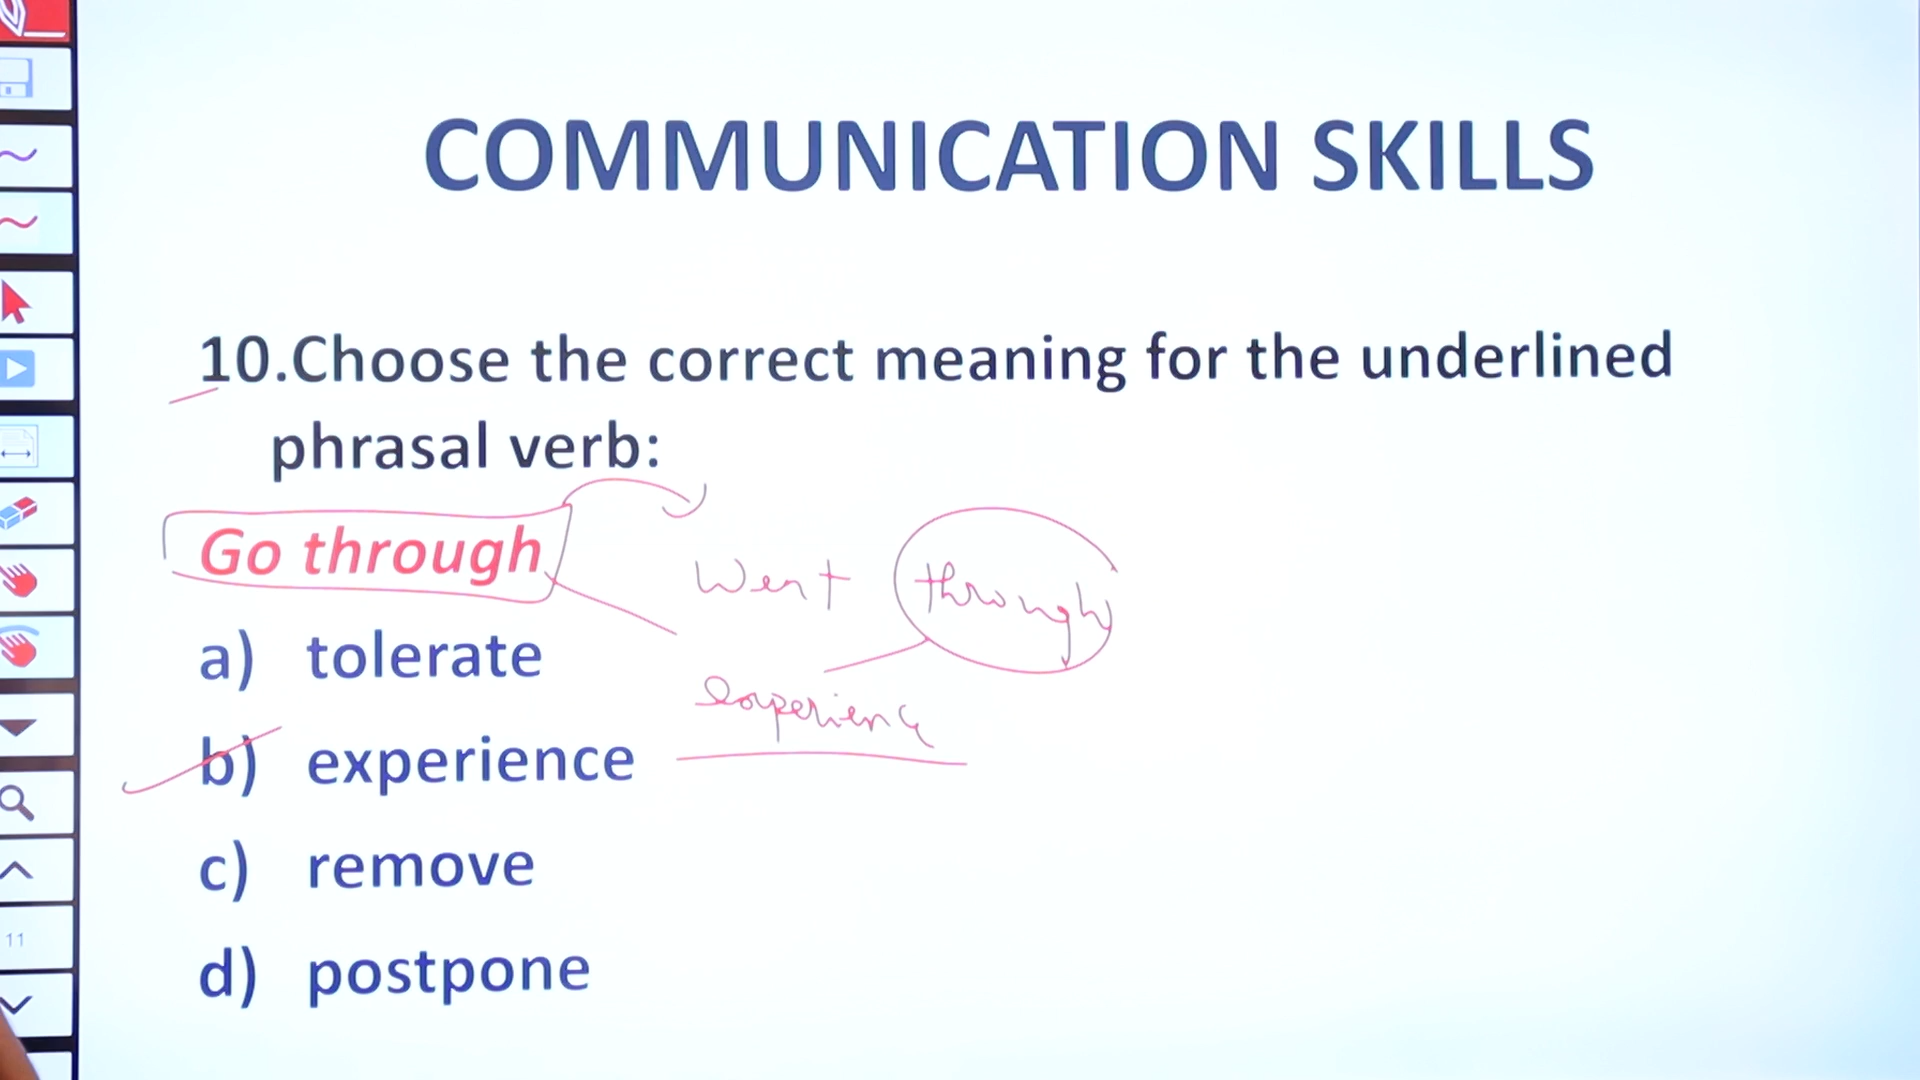 COMMUNICATION SKILLS
10.Choose the correct meaning for the underlined
phrasal verb:
Go through
Went through
a) tolerate
experience
b) experience
c) remove
d) postpone
11